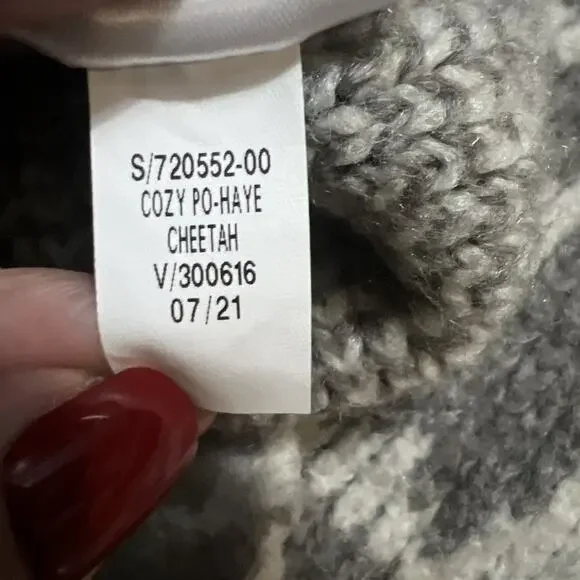 S/720552-00
COZY PO-HAYE
CHEETAH
V/300616
07/21